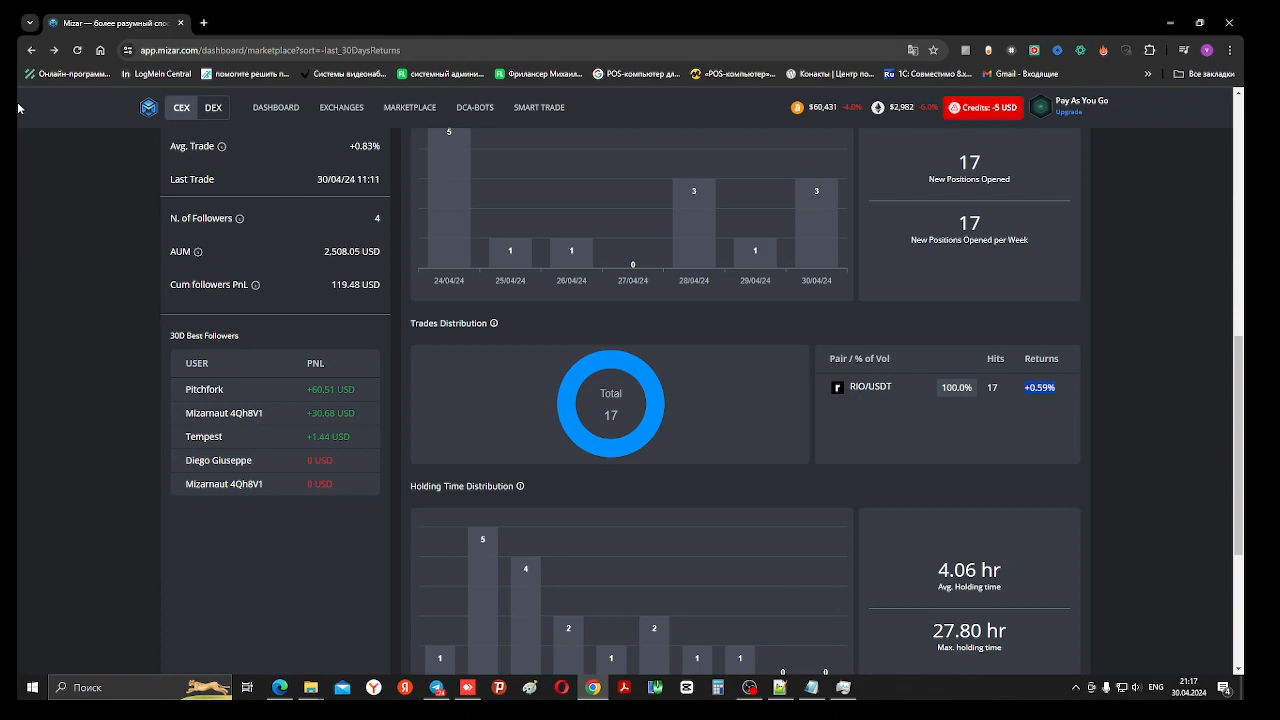 Mizar — более разумный спос
app.mizar.com/dashboard/marketplace?sort=-last_30DaysReturns
Онлайн-программ...
LogMeIn Central
помогите решить п...
Системы видеонаб...
системный админи...
Фрилансер Михаил...
POS-компьютер дл...
«POS-компьютер»...
Конакты | Центр по...
1C: Совместимо 8.x...
Gmail - Входящие
Все закладки
CEX
DEX
DASHBOARD
EXCHANGES
MARKETPLACE
DCA-BOTS
SMART TRADE
$60,431 -4.0%
$2,982 -6.0%
Credits: -5 USD
Pay As You Go
Upgrade
Avg. Trade +0.83%
Last Trade 30/04/24 11:11
N. of Followers 4
AUM 2,508.05 USD
Cum followers PnL 119.48 USD
30D Best Followers
USER PNL
Pitchfork +60.51 USD
Mizarnaut 4Qh8V1 +30.68 USD
Tempest +1.44 USD
Diego Giuseppe 0 USD
Mizarnaut 4Qh8V1 0 USD
5
1
1
0
3
1
3
24/04/24 25/04/24 26/04/24 27/04/24 28/04/24 29/04/24 30/04/24
17
New Positions Opened
17
New Positions Opened per Week
Trades Distribution
Total
17
Pair / % of Vol Hits Returns
RIO/USDT 100.0% 17 +0.59%
Holding Time Distribution
1
5
4
2
1
2
1
1
0
0
4.06 hr
Avg. Holding time
27.80 hr
Max. holding time
Поиск
ENG
21:17
30.04.2024